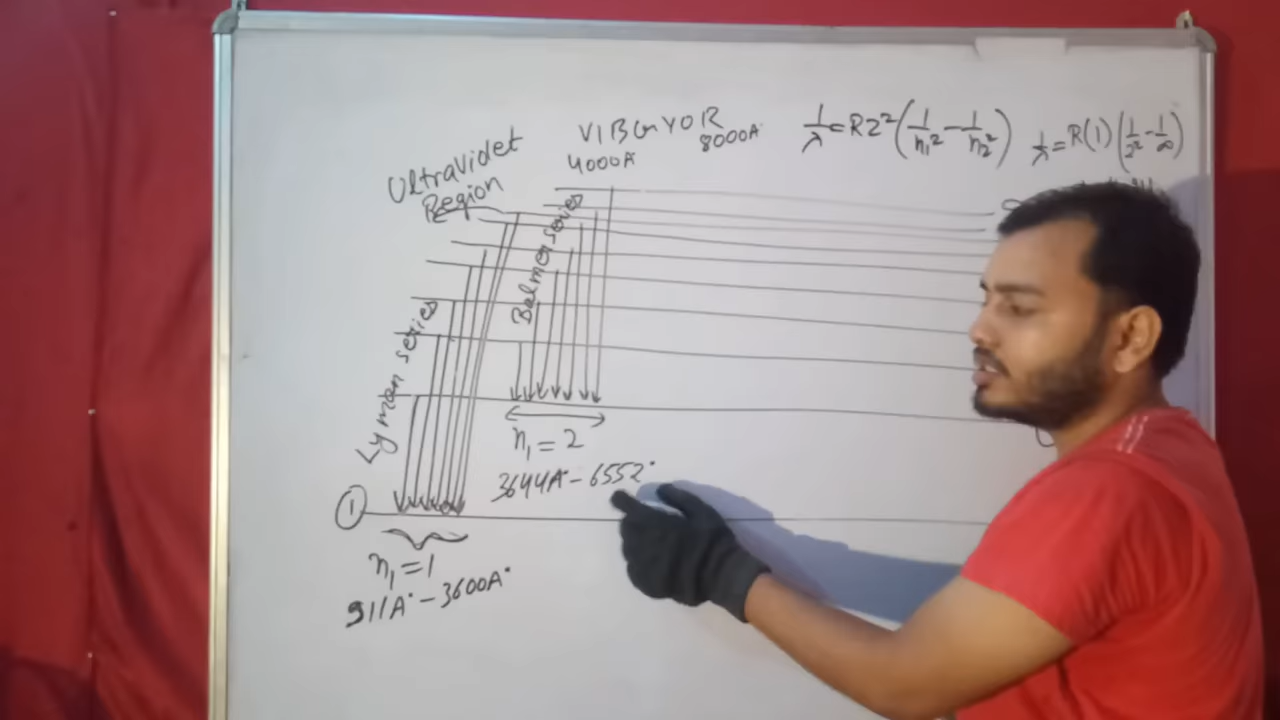 Ultraviolet
Region
VIBGYOR
4000A
8000A
1/λ = RZ²(1/n₁² - 1/n₂²)
1/λ = R(1)(1/2² - 1/∞)
Lyman series
Balmer series
n₁ = 2
3644A° - 6552°
1
n₁ = 1
911A° - 3600A°